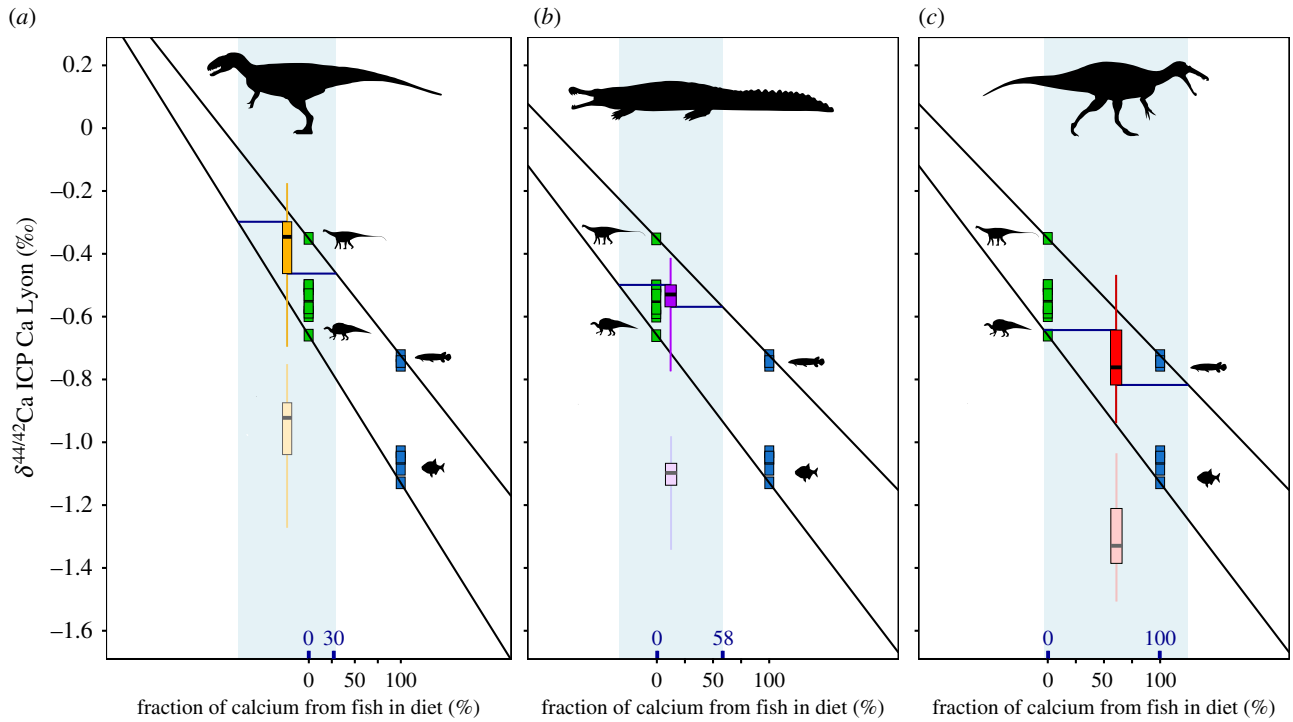 (a) (b) (c)
0.2
0
−0.2
−0.4
−0.6
−0.8
−1.0
−1.2
−1.4
−1.6
δ44/42Ca ICP Ca Lyon (‰)
0 30 0 58 0 100
0 50 100 0 50 100 0 50 100
fraction of calcium from fish in diet (%) fraction of calcium from fish in diet (%) fraction of calcium from fish in diet (%)